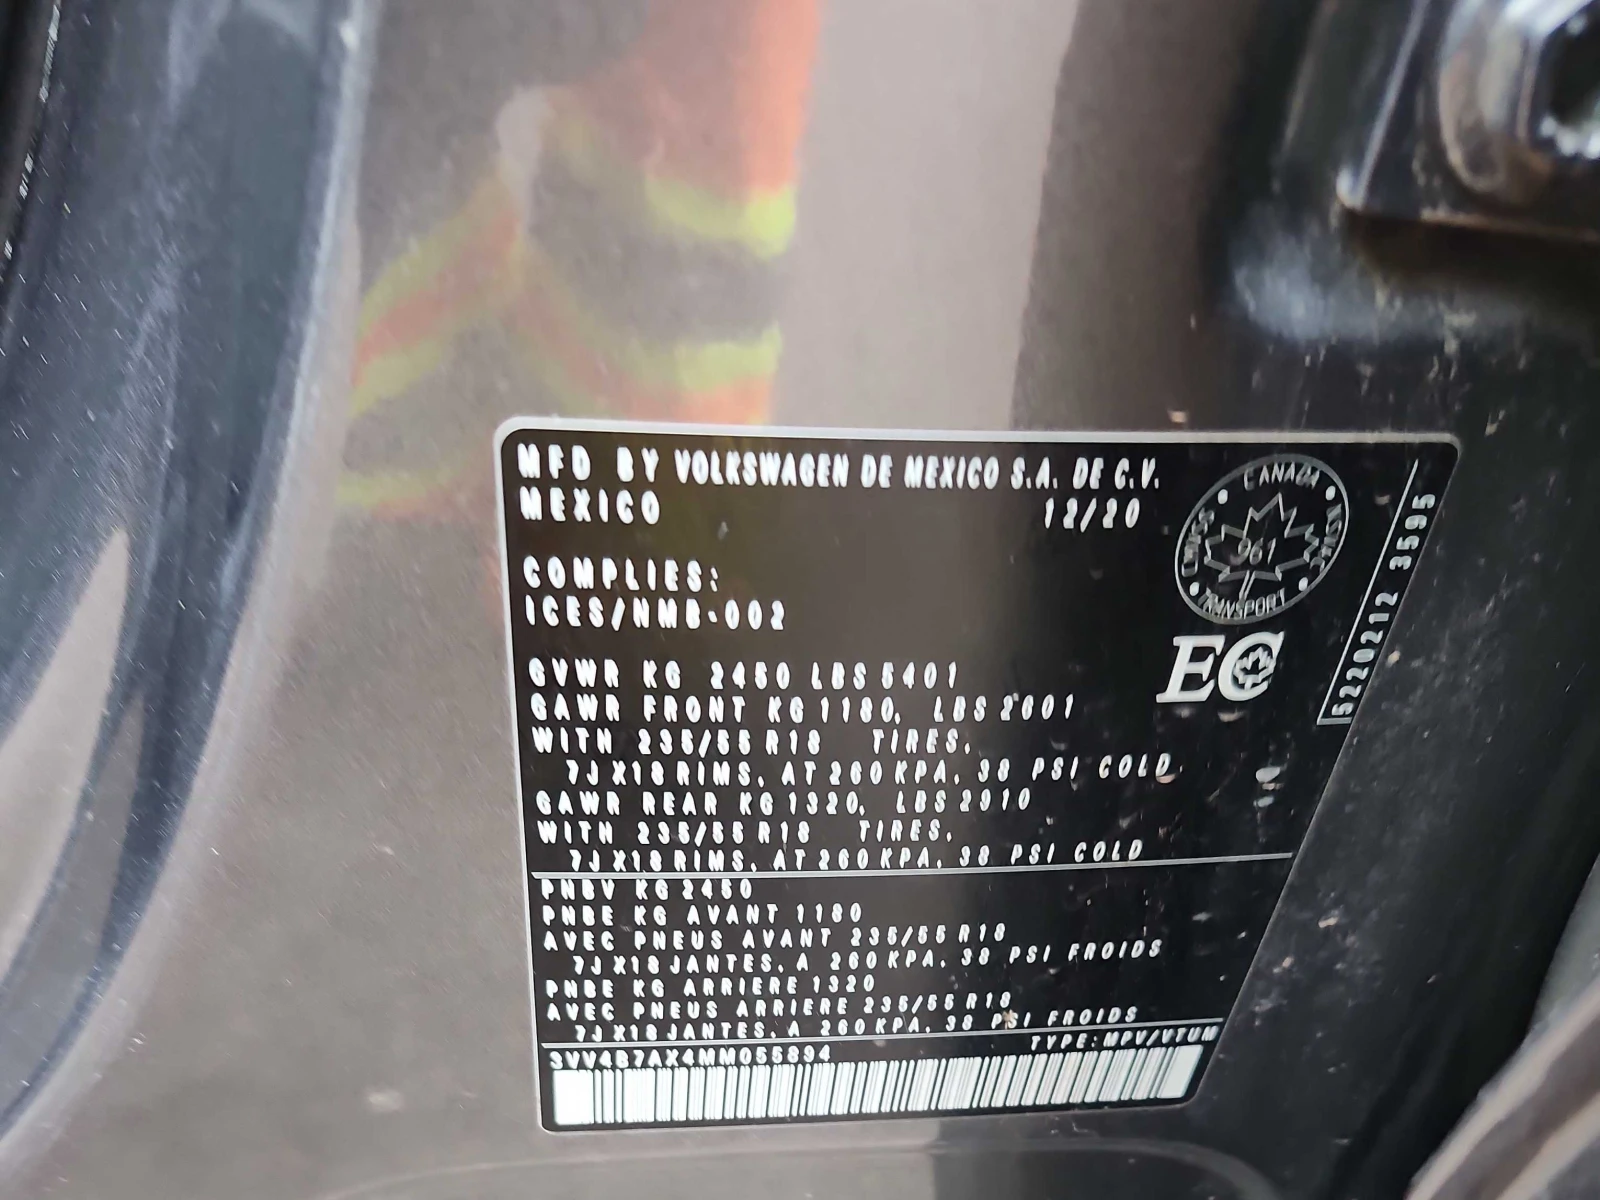 MFD BY VOLKSWAGEN DE MEXICO S.A. DE C.V.
MEXICO 12/20
COMPLIES:
ICES/NMB-002
GVWR KG 2450 LBS 5401
GAWR FRONT KG 1180, LBS 2601
WITH 235/55 R18 TIRES,
7J X18 RIMS, AT 260 KPA, 38 PSI COLD.
GAWR REAR KG 1320, LBS 2910
WITH 235/55 R18 TIRES,
7J X18 RIMS, AT 260 KPA, 38 PSI COLD
PNBV KG 2450
PNBE KG AVANT 1180
AVEC PNEUS AVANT 235/55 R18
7J X18 JANTES, A 260 KPA, 38 PSI FROIDS
PNBE KG ARRIERE 1320
AVEC PNEUS ARRIERE 235/55 R18
7J X18 JANTES, A 260 KPA, 38 PSI FROIDS
TYPE: MPV/VTUM
3VV4B7AX4MM055894
CANADA
961
TRANSPORT
EC
5220212 3595